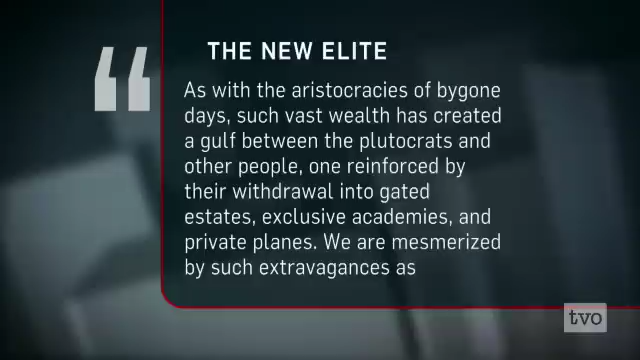 THE NEW ELITE
As with the aristocracies of bygone
days, such vast wealth has created
a gulf between the plutocrats and
other people, one reinforced by
their withdrawal into gated
estates, exclusive academies, and
private planes. We are mesmerized
by such extravagances as
tvo